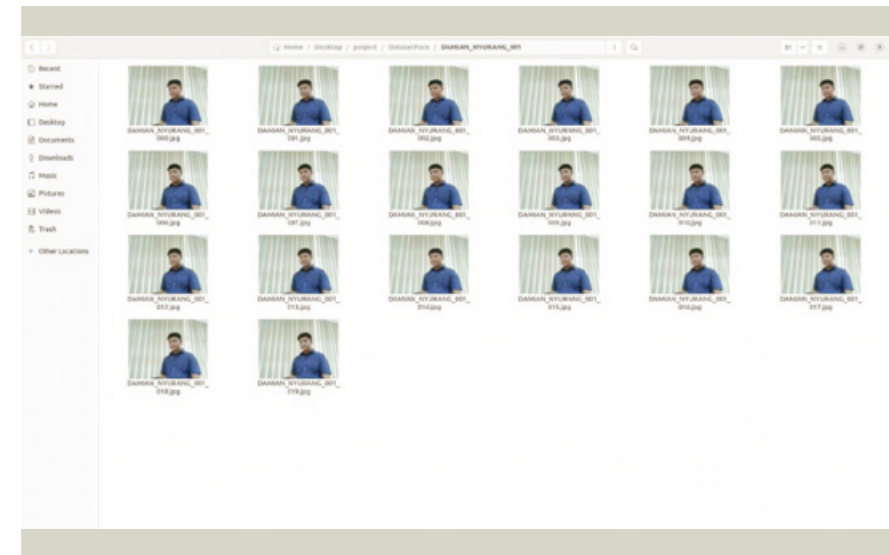 Home / Desktop / project / DatasetFace / DAMIAN_NYURANG_001
Recent
Starred
Home
Desktop
Documents
Downloads
Music
Pictures
Videos
Trash
+ Other Locations
DAMIAN_NYURANG_001_ DAMIAN_NYURANG_001_ DAMIAN_NYURANG_001_ DAMIAN_NYURANG_001_ DAMIAN_NYURANG_001_ DAMIAN_NYURANG_001_
000.jpg 001.jpg 002.jpg 003.jpg 004.jpg 005.jpg
DAMIAN_NYURANG_001_ DAMIAN_NYURANG_001_ DAMIAN_NYURANG_001_ DAMIAN_NYURANG_001_ DAMIAN_NYURANG_001_ DAMIAN_NYURANG_001_
006.jpg 007.jpg 008.jpg 009.jpg 010.jpg 011.jpg
DAMIAN_NYURANG_001_ DAMIAN_NYURANG_001_ DAMIAN_NYURANG_001_ DAMIAN_NYURANG_001_ DAMIAN_NYURANG_001_ DAMIAN_NYURANG_001_
012.jpg 013.jpg 014.jpg 015.jpg 016.jpg 017.jpg
DAMIAN_NYURANG_001_ DAMIAN_NYURANG_001_
018.jpg 019.jpg